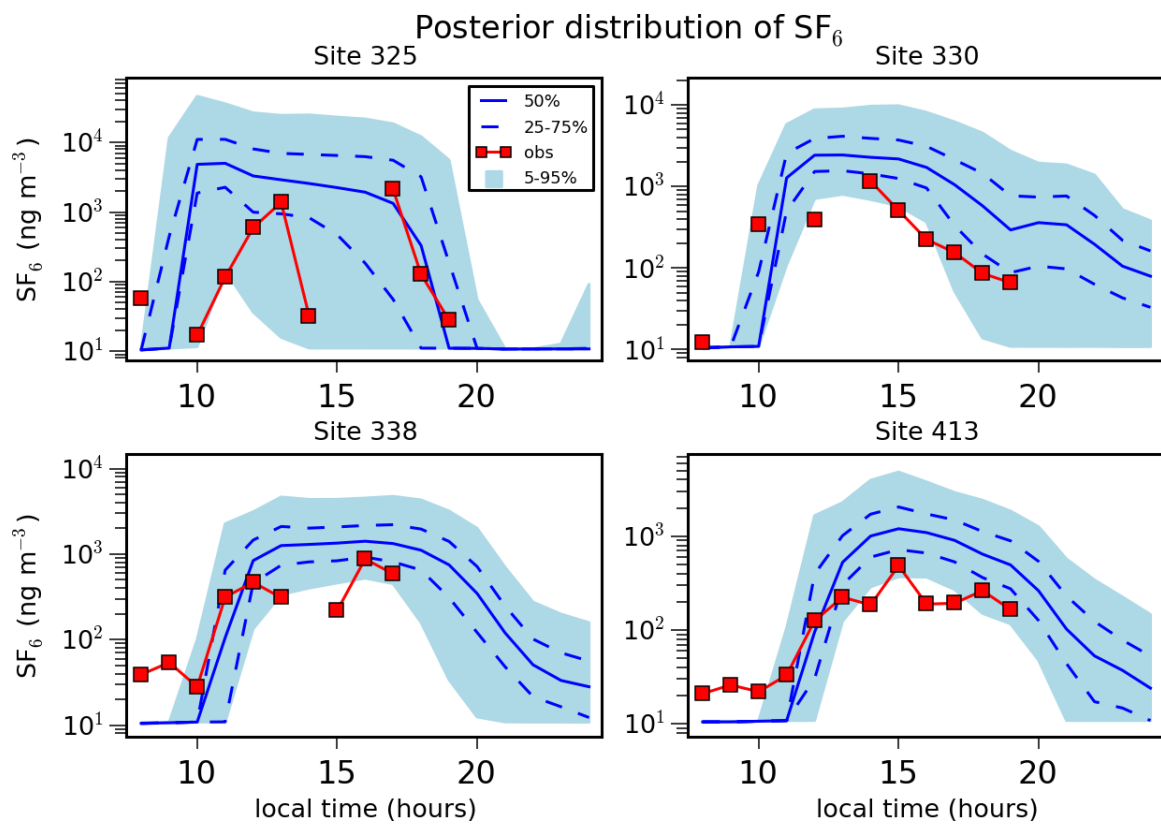 Posterior distribution of SF₆
Site 325
Site 330
SF₆ (ng m⁻³)
10⁴
10³
10²
10¹
50%
25-75%
obs
5-95%
10⁴
10³
10²
10¹
10 15 20
10 15 20
Site 338
Site 413
SF₆ (ng m⁻³)
10⁴
10³
10²
10¹
10³
10²
10¹
10 15 20
10 15 20
local time (hours)
local time (hours)